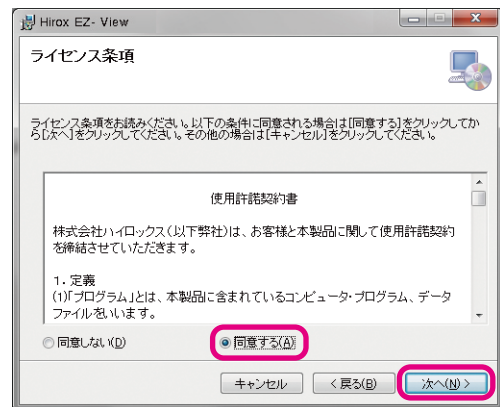 Hirox EZ- View
ライセンス条項
ライセンス条項をお読みください。以下の条件に同意される場合は[同意する]をクリックしてか
ら[次へ]をクリックしてください。その他の場合は[キャンセル]をクリックしてください。
使用許諾契約書
株式会社ハイロックス(以下弊社)は、お客様と本製品に関して使用許諾契約
を締結させていただきます。
1. 定義
(1)「プログラム」とは、本製品に含まれているコンピュータ・プログラム、データ
ファイルをいいます。
同意しない(D) 同意する(A)
キャンセル < 戻る(B) 次へ(N) >